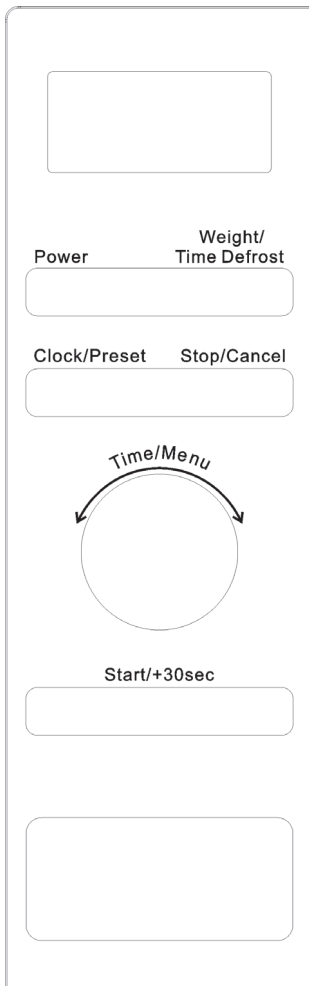 Weight/
Power Time Defrost
Clock/Preset Stop/Cancel
Time/Menu
Start/+30sec